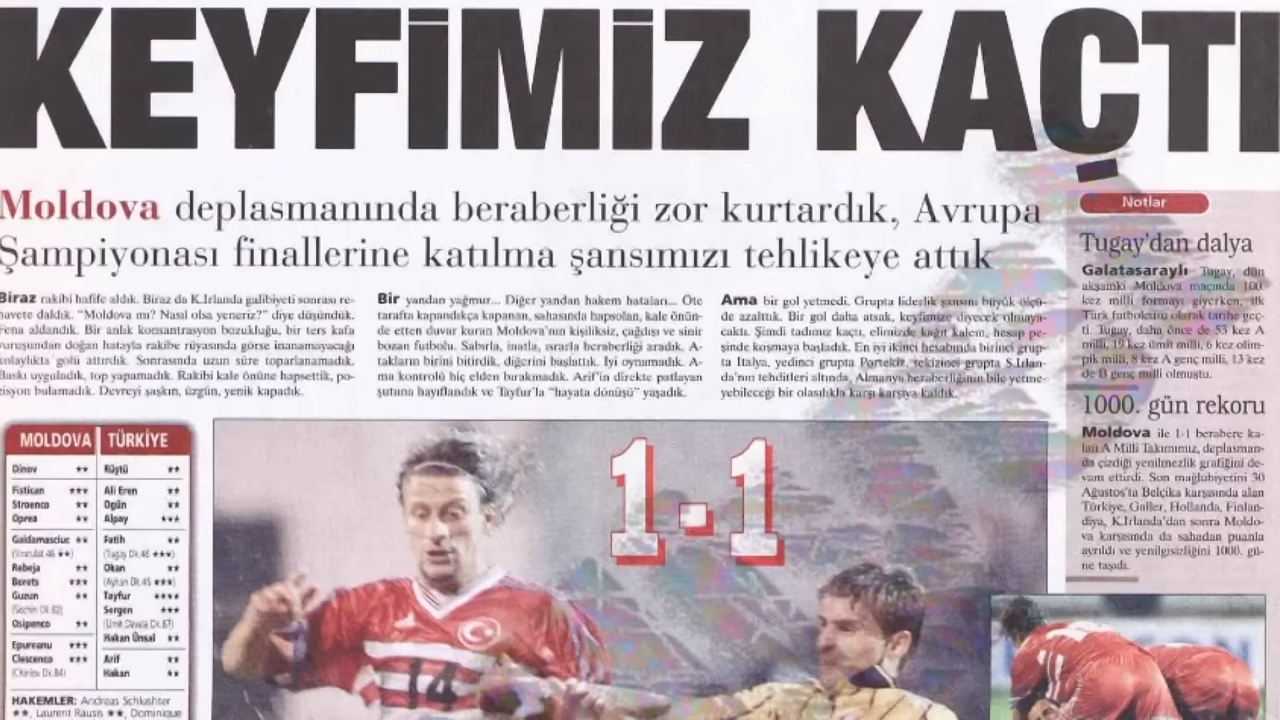 KEYFİMİZ KAÇTI
Moldova deplasmanında beraberliği zor kurtardık, Avrupa
Şampiyonası finallerine katılma şansımızı tehlikeye attık
Biraz rakibi hafife aldık. Biraz da K.İrlanda galibiyeti sonrası re-
havete daldık. "Moldova mı? Nasıl olsa yeneriz?" diye düşündük.
Fena aldandık. Bir anlık konsantrasyon bozukluğu, bir ters kafa
vuruşundan doğan hatayla rakibe rüyasında görse inanamayacağı
kolaylıkta golü attırdık. Sonrasında uzun süre toparlanamadık.
Baskı uyguladık, top yapamadık. Rakibi kale önüne hapsettik, po-
zisyon bulamadık. Devreyi şaşkın, üzgün, yenik kapadık.
Bir yandan yağmur... Diğer yandan hakem hataları... Öte
tarafta kapandıkça kapanan, sahasında hapsolan, kale önün-
de etten duvar kuran Moldova'nın kişiliksiz, çağdışı ve sinir
bozan futbolu. Sabırla, inatla, ısrarla beraberliği aradık. A-
takların birini bitirdik, diğerini başlattık. İyi oynamadık. A-
ma kontrolü hiç elden bırakmadık. Arif'in direkte patlayan
şutuna hayıflandık ve Tayfur'la "hayata dönüşü" yaşadık.
Ama bir gol yetmedi. Grupta liderlik şansını büyük ölçü-
de azalttık. Bir gol daha atsak, keyfimize diyecek olmaya-
caktı. Şimdi tadımız kaçtı, elimizde kağıt kalem, hesap pe-
şinde koşmaya başladık. En iyi ikinci hesabında birinci grup-
ta İtalya, yedinci grupta Portekiz, sekizinci grupta S.İrlan-
da'nın tehditleri altında, Almanya beraberliğinin bile yetme-
yebileceği bir olasılıkla karşı karşıya kaldık.
Notlar
Tugay'dan dalya
Galatasaraylı Tugay, dün
akşamki Moldova maçında 100
kez milli formayı giyerken, ilk
Türk futbolcusu olarak tarihe geç-
ti. Tugay, daha önce de 53 kez A
milli, 19 kez ümit milli, 6 kez olim-
pik milli, 8 kez A genç milli, 13 kez
de B genç milli olmuştu.
1000. gün rekoru
Moldova ile 1-1 berabere ka-
lan A Milli Takımımız, deplasman-
da çizdiği yenilmezlik grafiğini de-
vam ettirdi. Son mağlubiyetini 30
Ağustos'ta Belçika karşısında alan
Türkiye, Galler, Hollanda, Finlan-
diya, K.İrlanda'dan sonra Moldo-
va karşısında da sahadan puanla
ayrıldı ve yenilgisizliğini 1000. gü-
ne taşıdı.
MOLDOVA TÜRKİYE
Dinov ★★ Rüştü ★★
Fistican ★★★ Ali Eren ★★
Stroenco ★★ Ogün ★★
Oprea ★★ Alpay ★★★
Gaidamasciuc ★★ Fatih ★★
(Tugay Dk.46 ★★★)
Rebeja ★★ Okan ★★
Borets ★★★ (Ayhan Dk.45 ★★★)
Guzun ★★ Tayfur ★★★★
Sergen ★★★
Osipenco ★★ (Ümit Davala Dk.67)
Hakan Ünsal ★★
Epureanu ★★★
Clescenco ★★★ Arif ★★
Hakan ★★
HAKEMLER: Andreas Schluchter
★★, Laurent Rausis ★★, Dominique
1-1
14